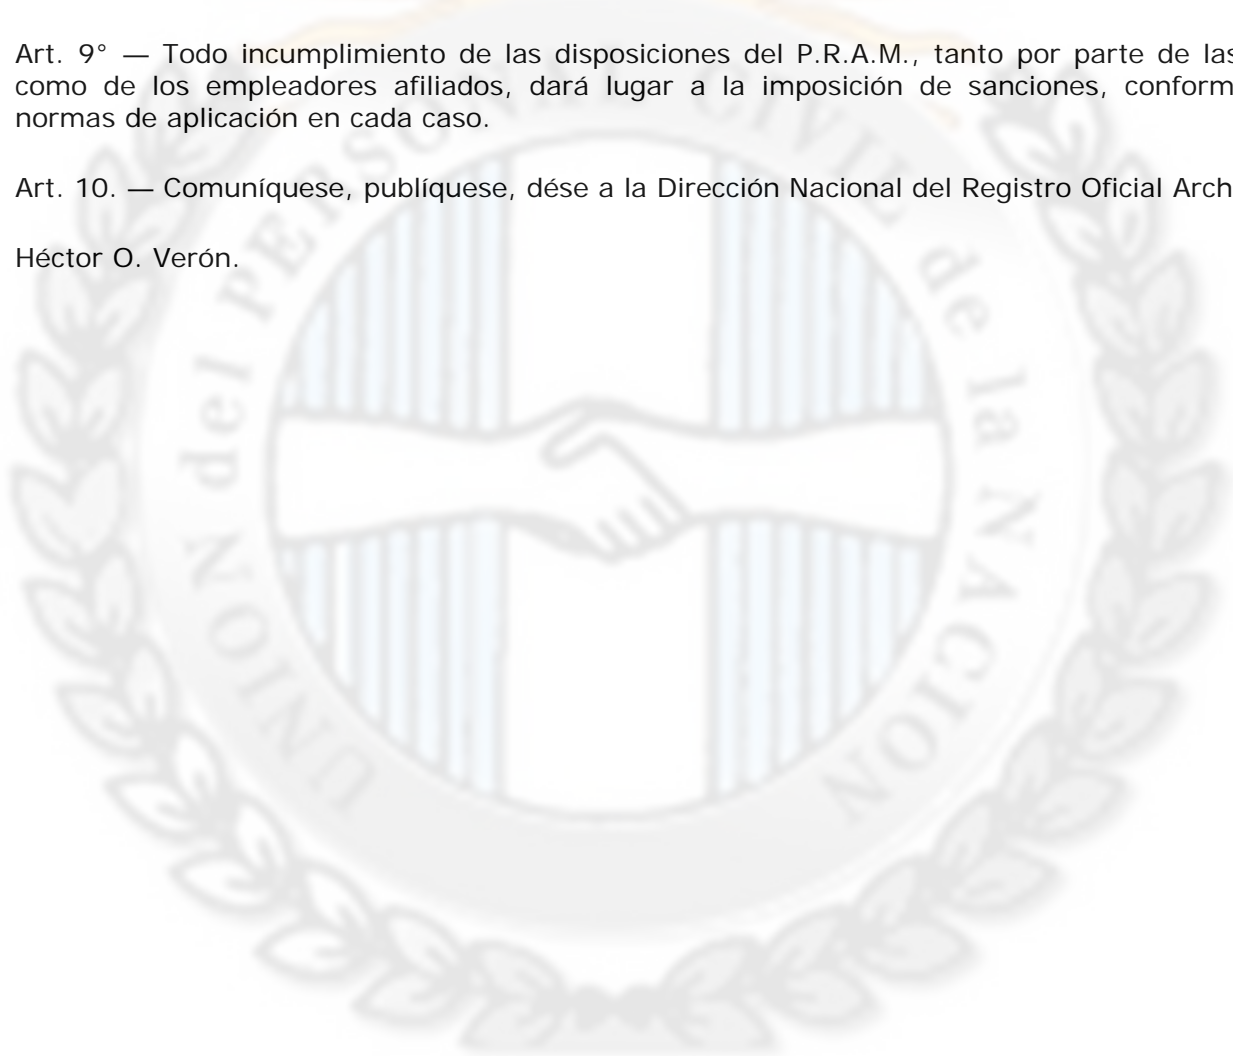 Art. 9° — Todo incumplimiento de las disposiciones del P.R.A.M., tanto por parte de las
como de los empleadores afiliados, dará lugar a la imposición de sanciones, conform
normas de aplicación en cada caso.
Art. 10. — Comuníquese, publíquese, dése a la Dirección Nacional del Registro Oficial Arch
Héctor O. Verón.
UNION del PERSONAL CIVIL de la NACION